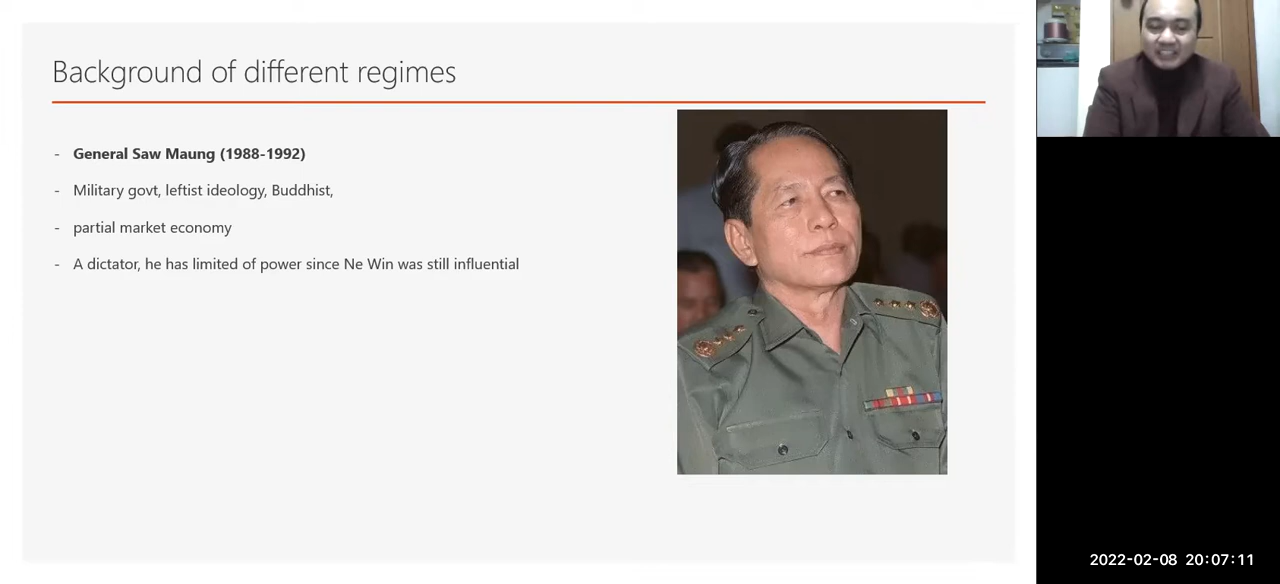 Background of different regimes
- General Saw Maung (1988-1992)
- Military govt, leftist ideology, Buddhist,
- partial market economy
- A dictator, he has limited of power since Ne Win was still influential
2022-02-08 20:07:11